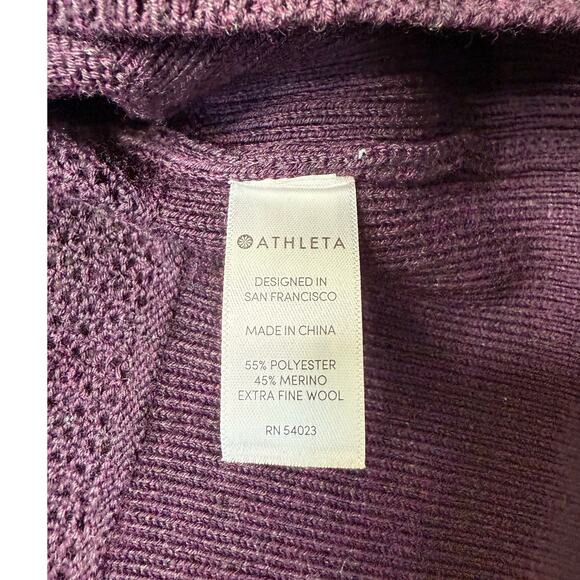 ATHLETA
DESIGNED IN
SAN FRANCISCO
MADE IN CHINA
55% POLYESTER
45% MERINO
EXTRA FINE WOOL
RN 54023